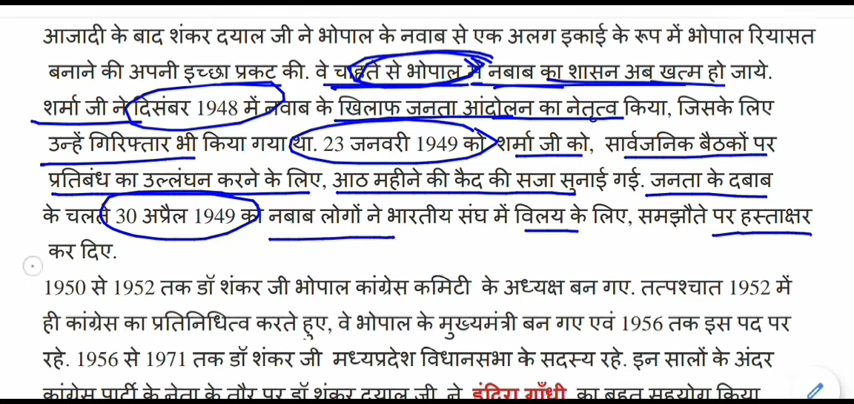 आजादी के बाद शंकर दयाल जी ने भोपाल के नवाब से एक अलग इकाई के रूप में भोपाल रियासत
बनाने की अपनी इच्छा प्रकट की. वे चाहते से भोपाल में नबाब का शासन अब खत्म हो जाये.
शर्मा जी ने दिसंबर 1948 में नवाब के खिलाफ जनता आंदोलन का नेतृत्व किया, जिसके लिए
उन्हें गिरिफ्तार भी किया गया था. 23 जनवरी 1949 को शर्मा जी को, सार्वजनिक बैठकों पर
प्रतिबंध का उल्लंघन करने के लिए, आठ महीने की कैद की सजा सुनाई गई. जनता के दबाब
के चलते 30 अप्रैल 1949 को नबाब लोगों ने भारतीय संघ में विलय के लिए, समझौते पर हस्ताक्षर
कर दिए.
1950 से 1952 तक डॉ शंकर जी भोपाल कांग्रेस कमिटी के अध्यक्ष बन गए. तत्पश्चात 1952 में
ही कांग्रेस का प्रतिनिधित्व करते हुए, वे भोपाल के मुख्यमंत्री बन गए एवं 1956 तक इस पद पर
रहे. 1956 से 1971 तक डॉ शंकर जी मध्यप्रदेश विधानसभा के सदस्य रहे. इन सालों के अंदर
कांग्रेस पार्टी के नेता के तौर पर डॉ शंकर दयाल जी ने इंदिरा गाँधी का बहुत सहयोग किया